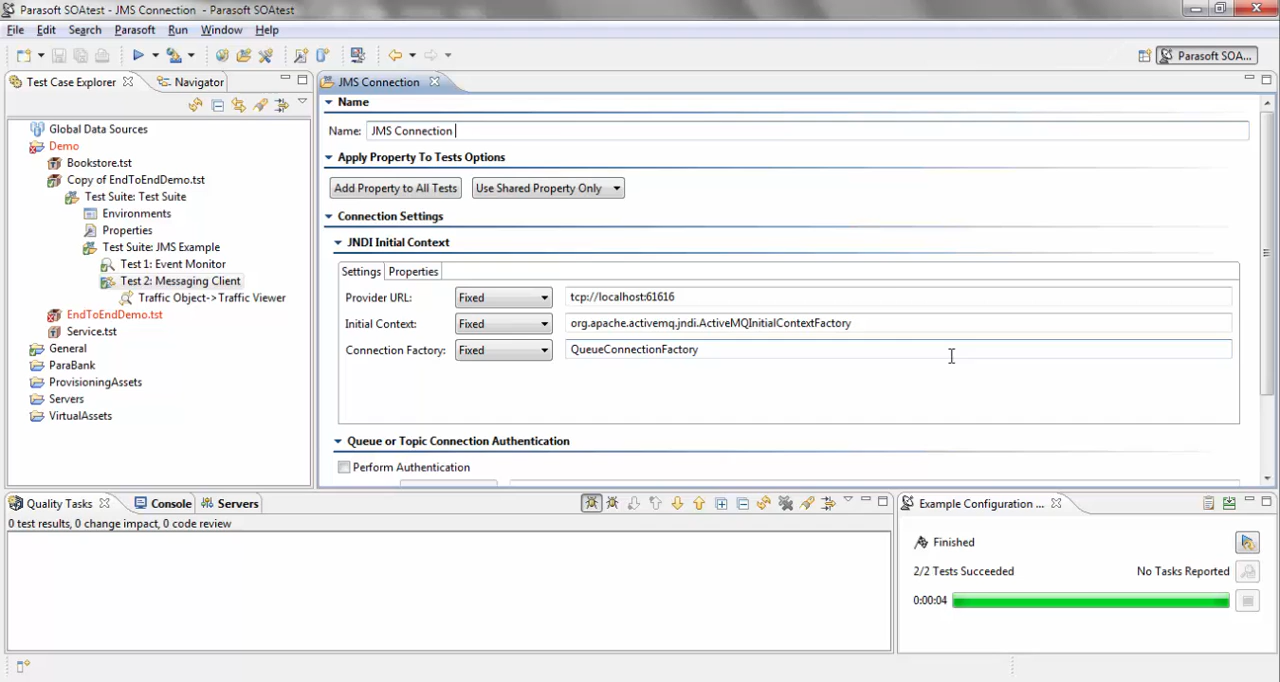 Parasoft SOAtest - JMS Connection - Parasoft SOAtest
File Edit Search Parasoft Run Window Help
Parasoft SOA...
Test Case Explorer Navigator
JMS Connection
Global Data Sources
Demo
Bookstore.tst
Copy of EndToEndDemo.tst
Test Suite: Test Suite
Environments
Properties
Test Suite: JMS Example
Test 1: Event Monitor
Test 2: Messaging Client
Traffic Object->Traffic Viewer
EndToEndDemo.tst
Service.tst
General
ParaBank
ProvisioningAssets
Servers
VirtualAssets
Name
Name: JMS Connection
Apply Property To Tests Options
Add Property to All Tests Use Shared Property Only
Connection Settings
JNDI Initial Context
Settings Properties
Provider URL: Fixed tcp://localhost:61616
Initial Context: Fixed org.apache.activemq.jndi.ActiveMQInitialContextFactory
Connection Factory: Fixed QueueConnectionFactory
Queue or Topic Connection Authentication
Perform Authentication
Quality Tasks Console Servers
0 test results, 0 change impact, 0 code review
Example Configuration ...
Finished
2/2 Tests Succeeded No Tasks Reported
0:00:04